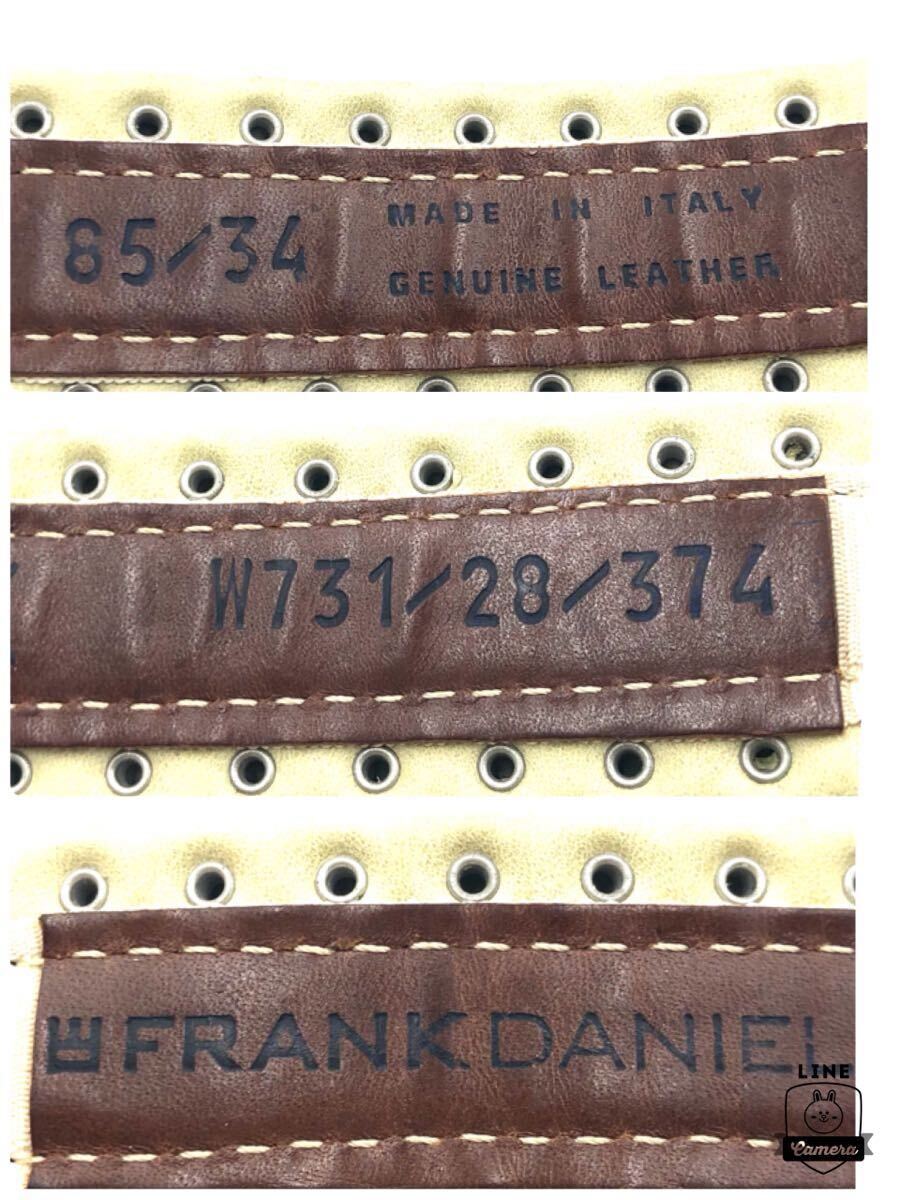 85/34
MADE IN ITALY
GENUINE LEATHER
W731/28/374
FRANKDANIEL
LINE
Camera